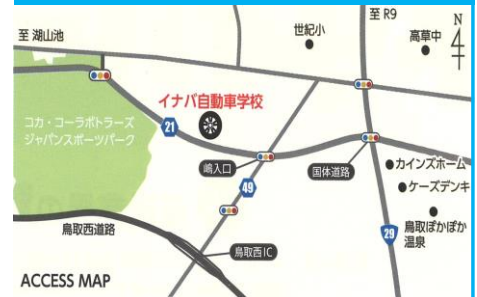 至 R9
至 湖山池
世紀小
高草中
N
イナバ自動車学校
コカ・コーラボトラーズ
ジャパンスポーツパーク
21
嶋入口
国体道路
カインズホーム
49
ケーズデンキ
鳥取ぽかぽか
温泉
鳥取西道路
29
鳥取西IC
ACCESS MAP